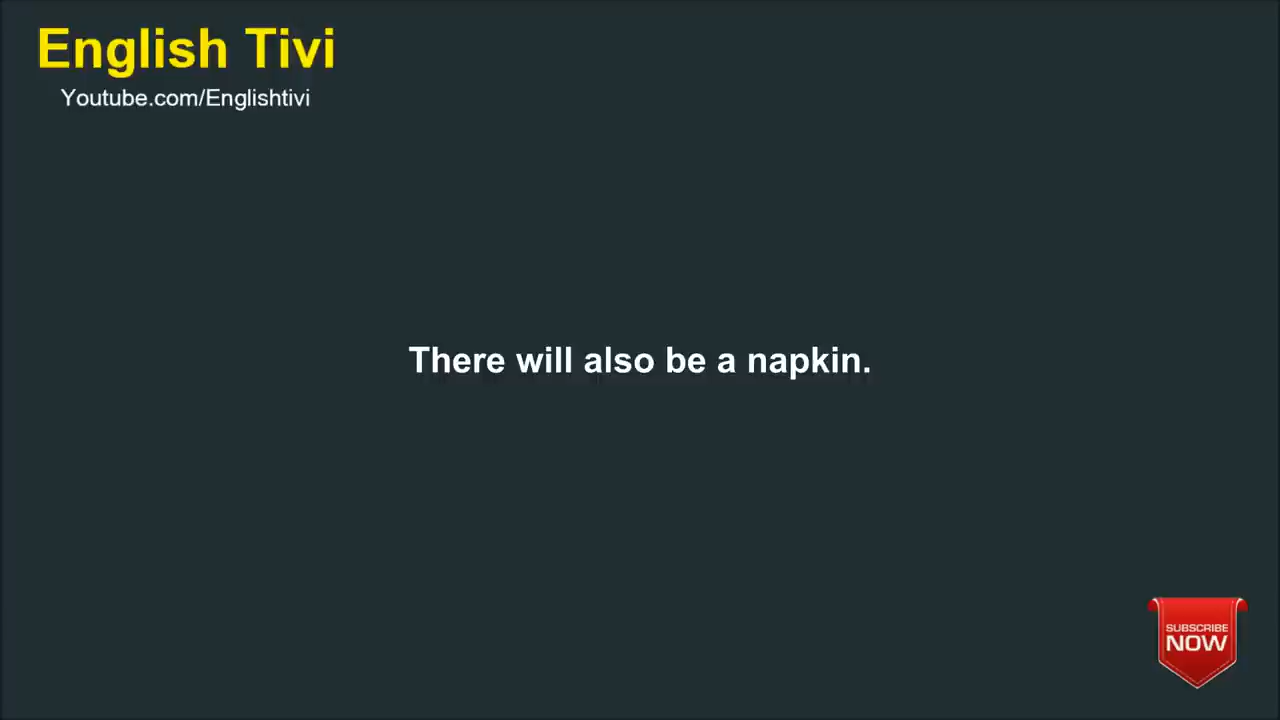 English Tivi
Youtube.com/Englishtivi
There will also be a napkin.
SUBSCRIBE
NOW